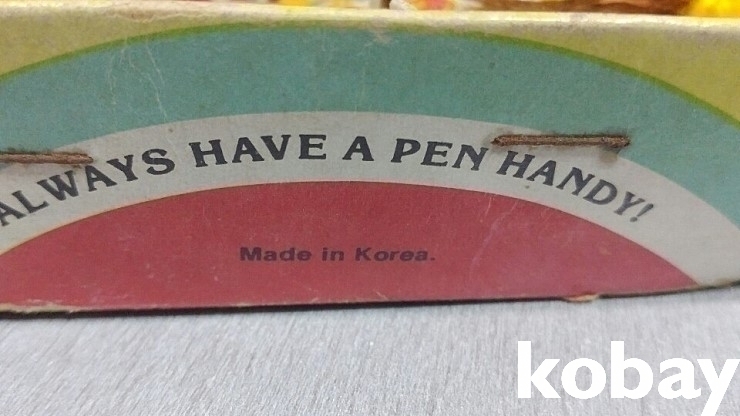 ALWAYS HAVE A PEN HANDY!
Made in Korea.
kobay